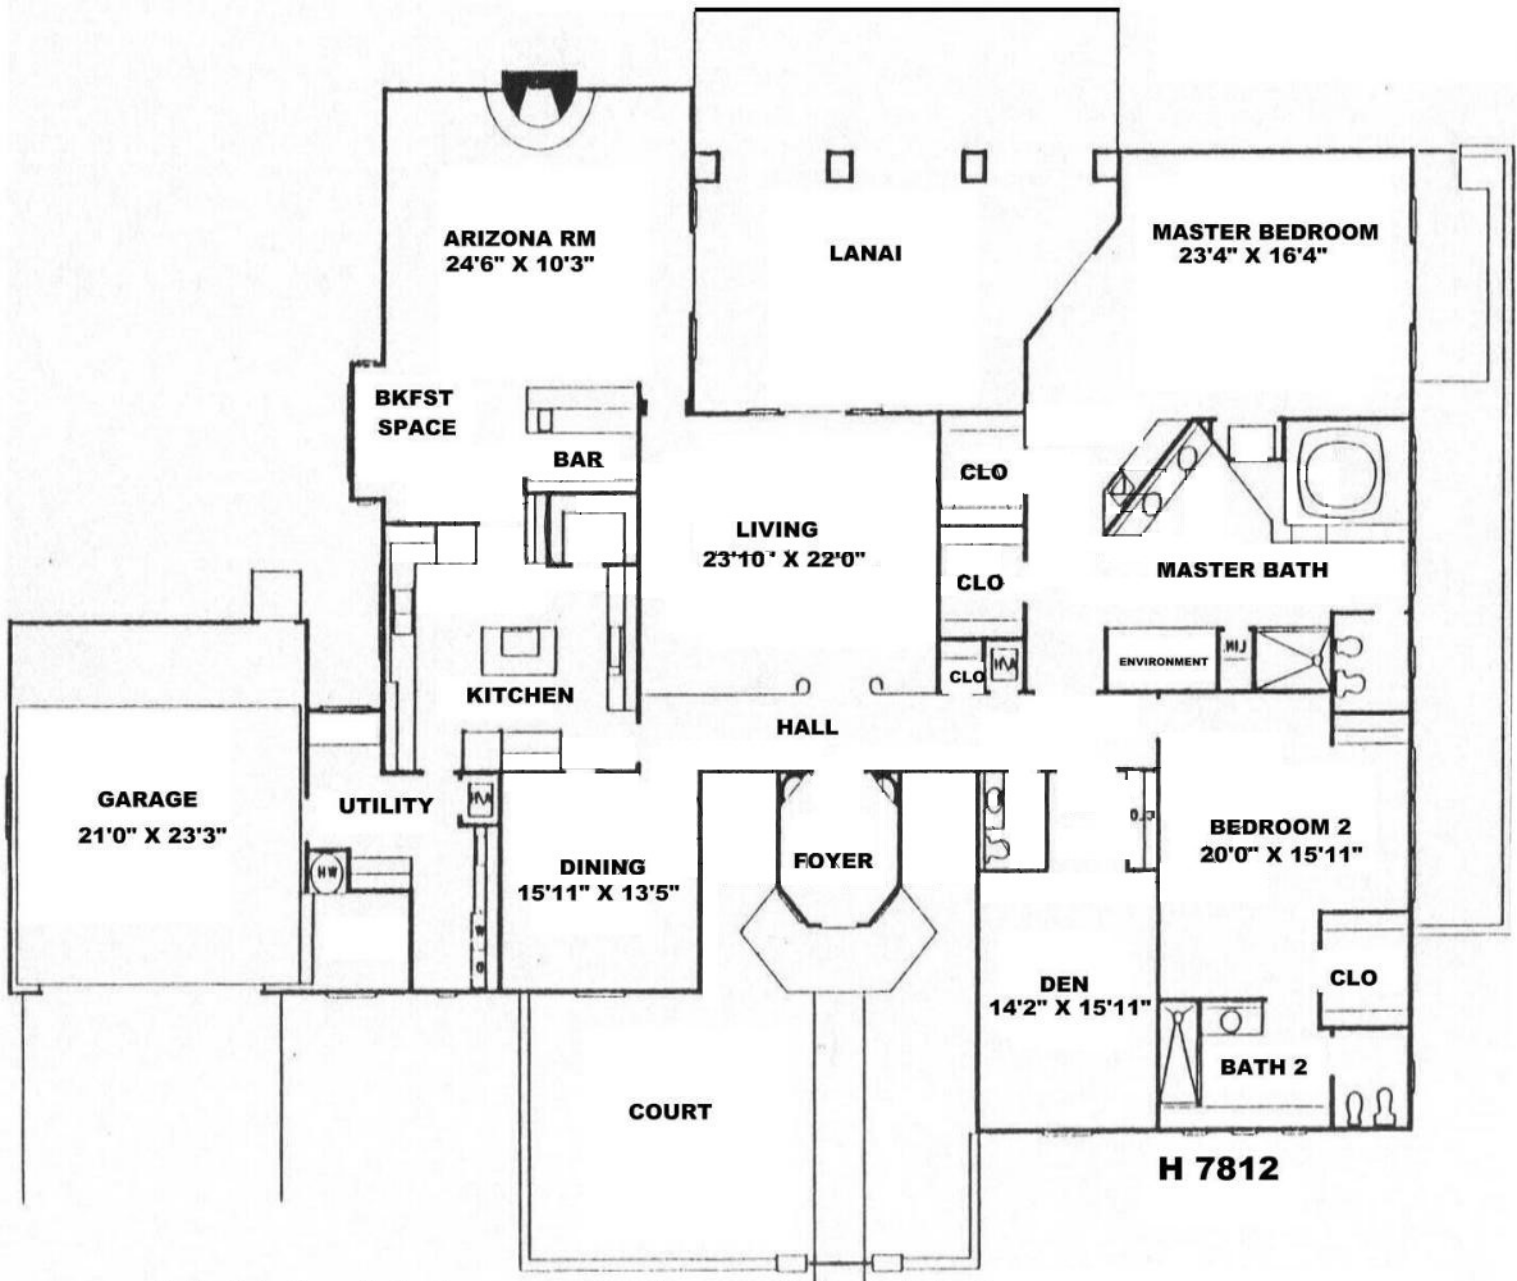 ARIZONA RM
24'6" X 10'3"
LANAI
MASTER BEDROOM
23'4" X 16'4"
BKFST
SPACE
BAR
CLO
LIVING
23'10" X 22'0"
CLO
MASTER BATH
ENVIRONMENT
LIN.
CLO
KITCHEN
HALL
GARAGE
21'0" X 23'3"
UTILITY
HW
W
D
DINING
15'11" X 13'5"
FOYER
BEDROOM 2
20'0" X 15'11"
DEN
14'2" X 15'11"
CLO
BATH 2
COURT
H 7812